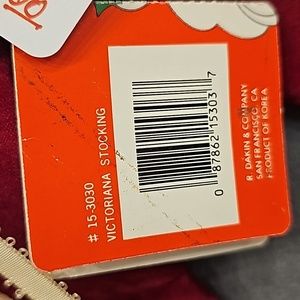 # 15-3030
VICTORIANA STOCKING
0 87862 15303 7
R. DAKIN & COMPANY
SAN FRANCISCO, CA
PRODUCT OF KOREA